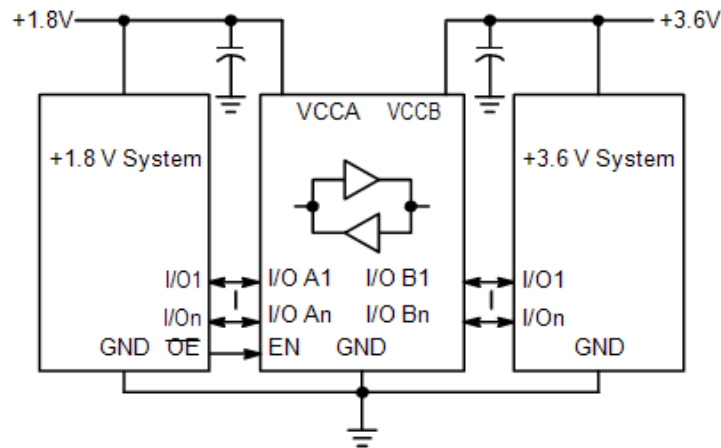 +1.8V +3.6V
VCCA VCCB
+1.8 V System +3.6 V System
I/O1 I/O A1 I/O B1 I/O1
I/On I/O An I/O Bn I/On
GND OE EN GND GND